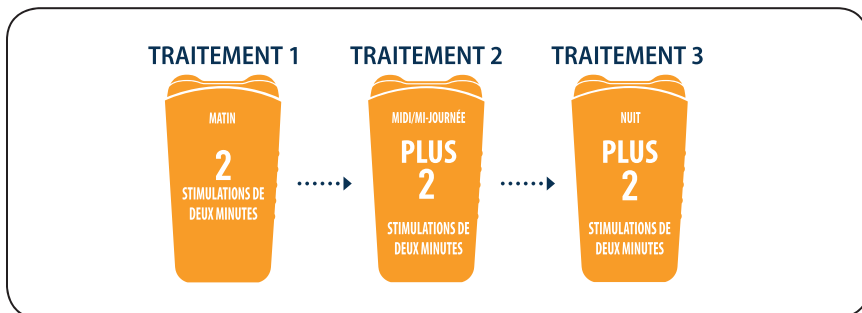 TRAITEMENT 1
MATIN
2
STIMULATIONS DE
DEUX MINUTES
TRAITEMENT 2
MIDI/MI-JOURNÉE
PLUS
2
STIMULATIONS DE
DEUX MINUTES
TRAITEMENT 3
NUIT
PLUS
2
STIMULATIONS DE
DEUX MINUTES